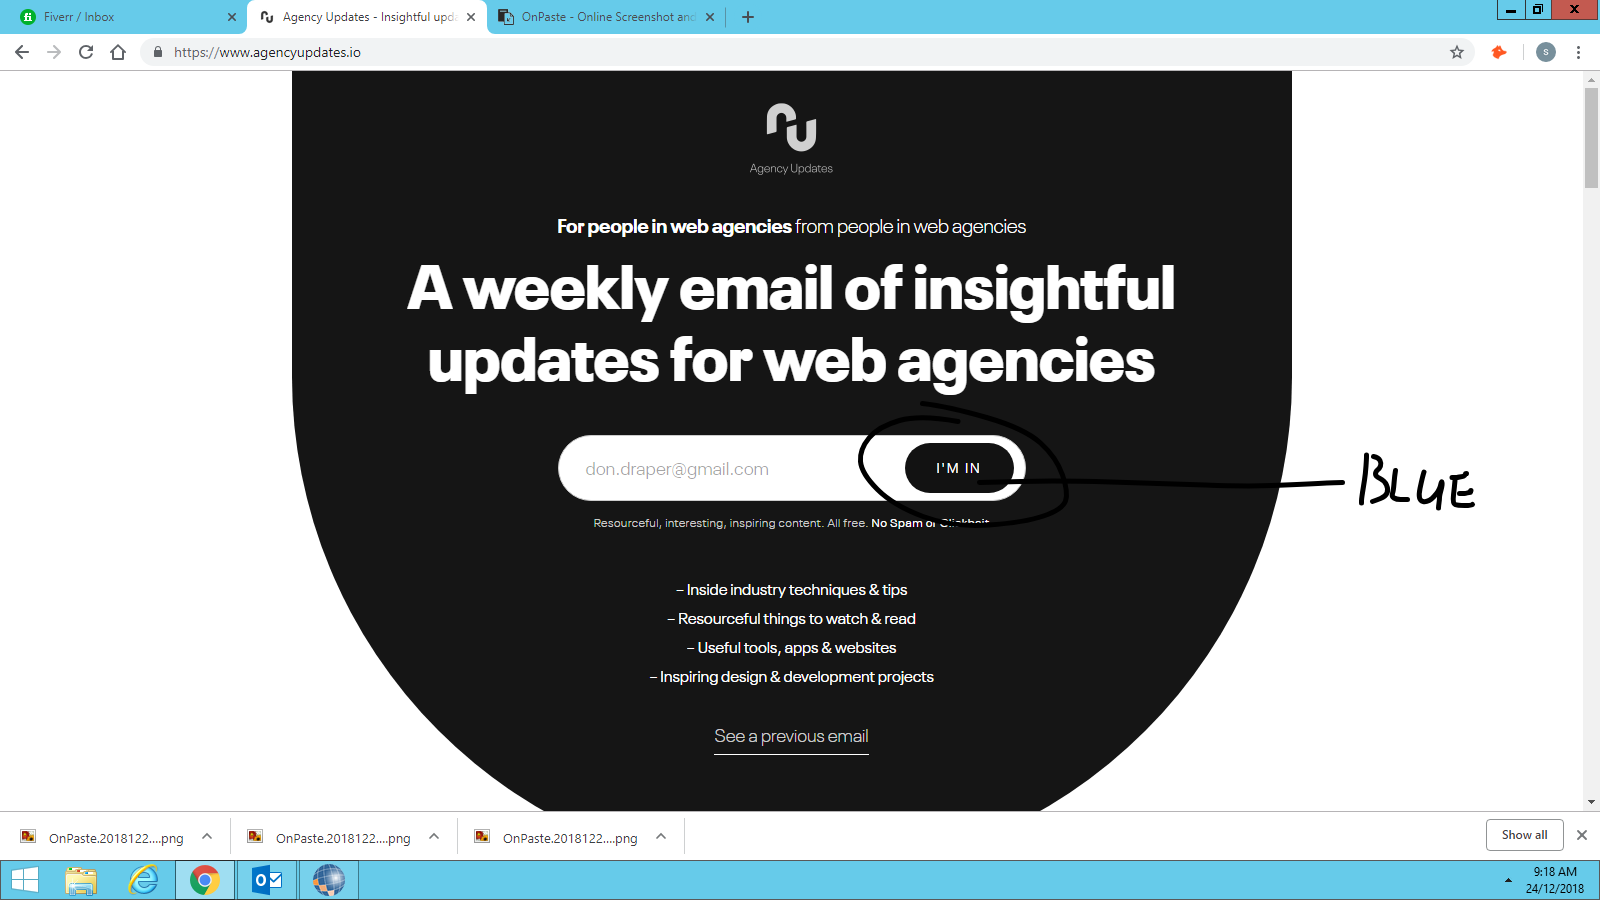 Fiverr / Inbox
Agency Updates - Insightful upda
OnPaste - Online Screenshot and
https://www.agencyupdates.io
S
Agency Updates
For people in web agencies from people in web agencies
A weekly email of insightful
updates for web agencies
don.draper@gmail.com
I'M IN
BLUE
Resourceful, interesting, inspiring content. All free. No Spam or Clickbait
– Inside industry techniques & tips
– Resourceful things to watch & read
– Useful tools, apps & websites
– Inspiring design & development projects
See a previous email
OnPaste.2018122....png
OnPaste.2018122....png
OnPaste.2018122....png
Show all
9:18 AM
24/12/2018